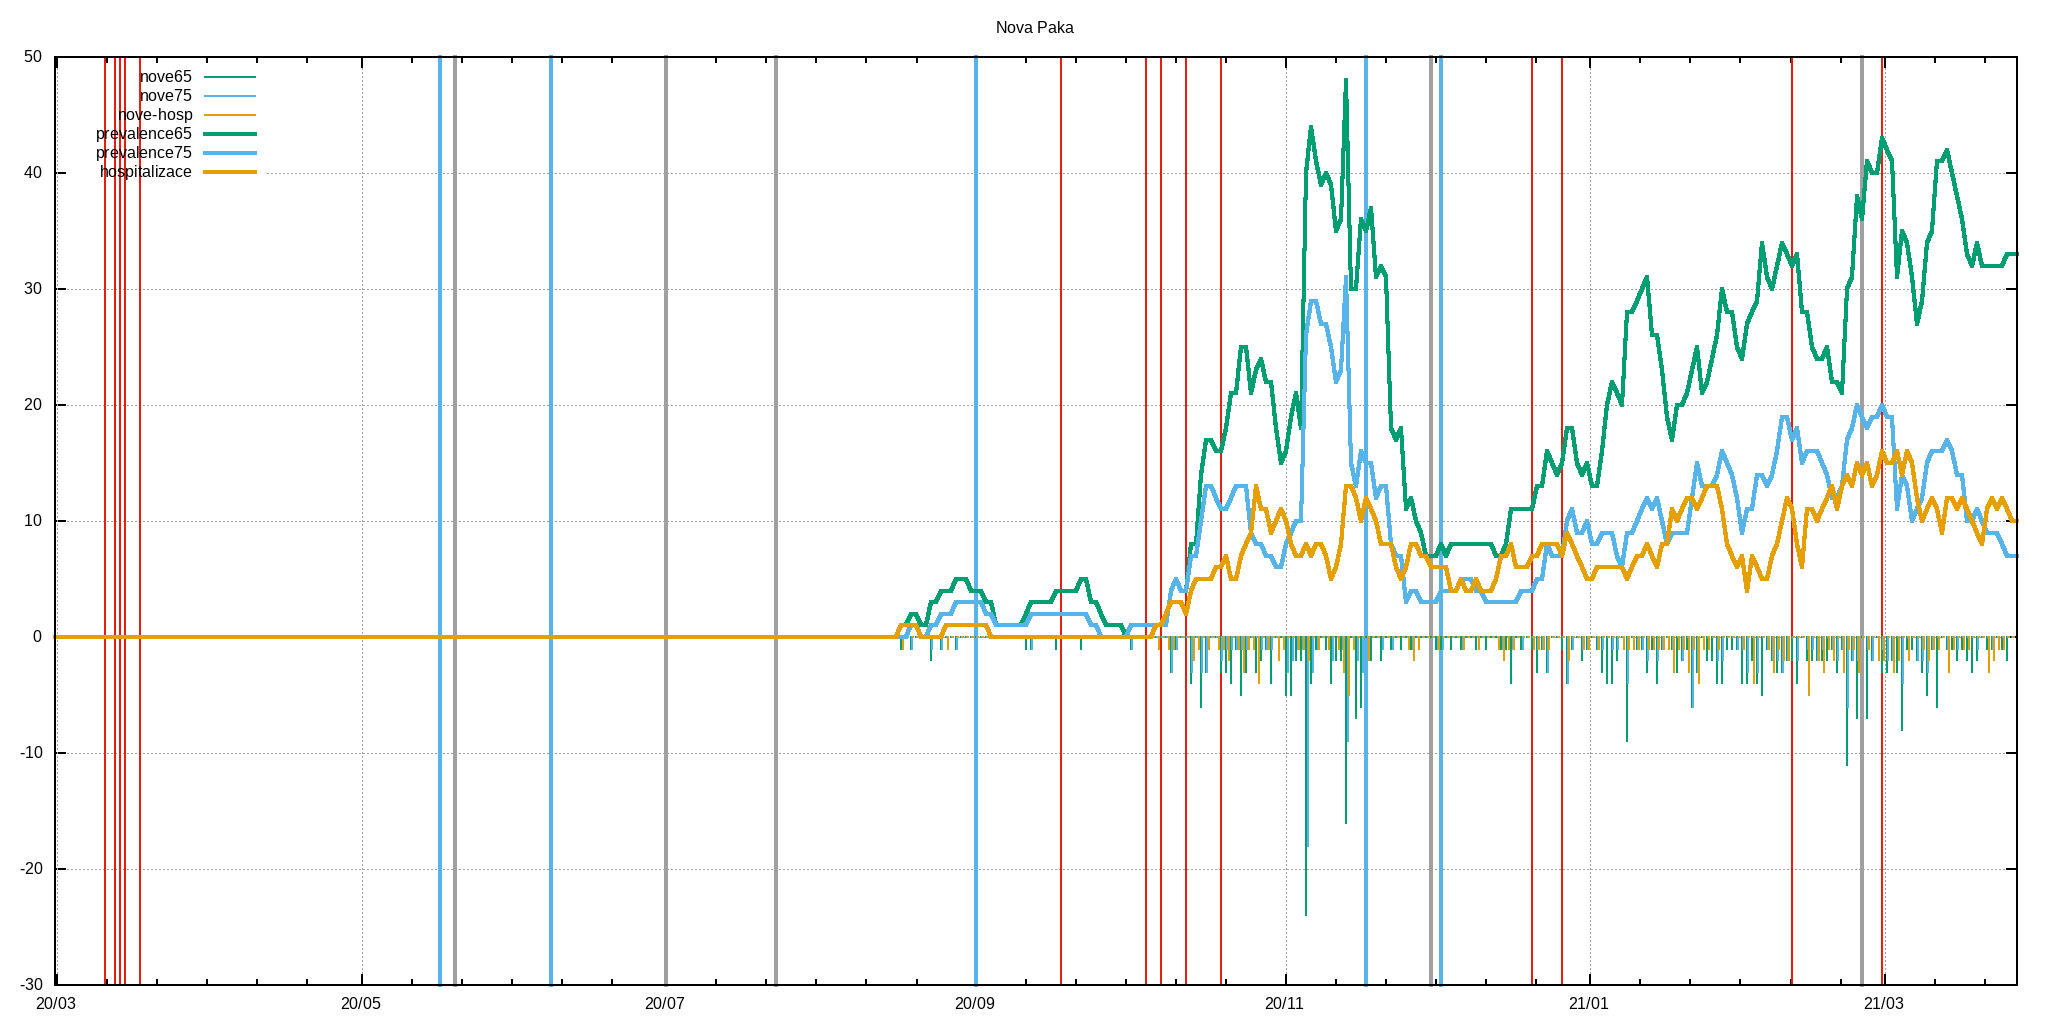 Nova Paka
50
40
30
20
10
0
-10
-20
-30
nove65
nove75
nove-hosp
prevalence65
prevalence75
hospitalizace
20/03 20/05 20/07 20/09 20/11 21/01 21/03